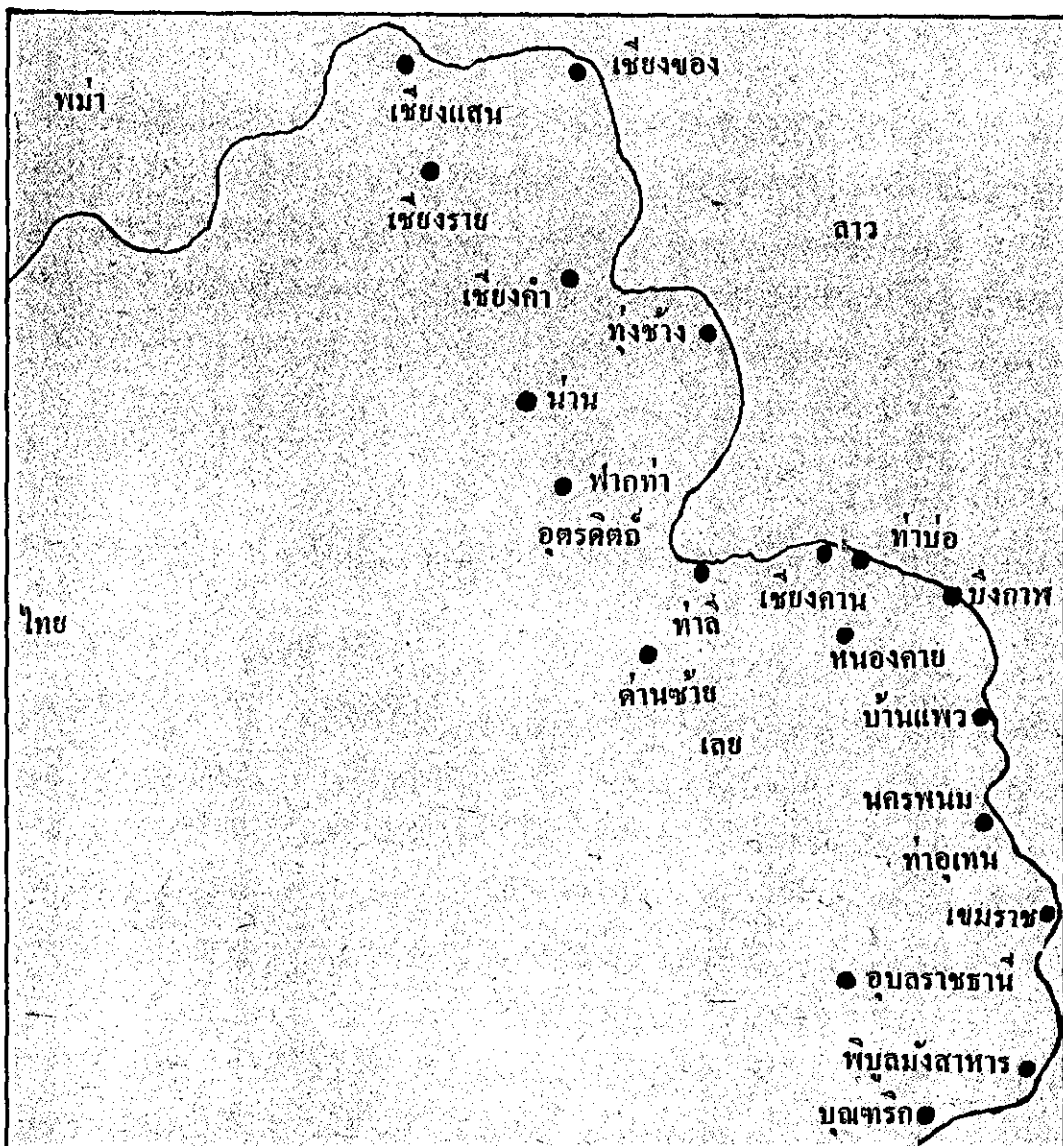 เชียงของ
พม่า
เชียงแสน
เชียงราย
ลาว
เชียงคำ
ทุ่งช้าง
น่าน
ฟากท่า
อุตรดิตถ์
ท่าบ่อ
เชียงคาน
บึงกาฬ
ไทย
ท่าลี่
หนองคาย
ด่านซ้าย
บ้านแพว
เลย
นครพนม
ท่าอุเทน
เขมราช
อุบลราชธานี
พิบูลมังสาหาร
บุณฑริก